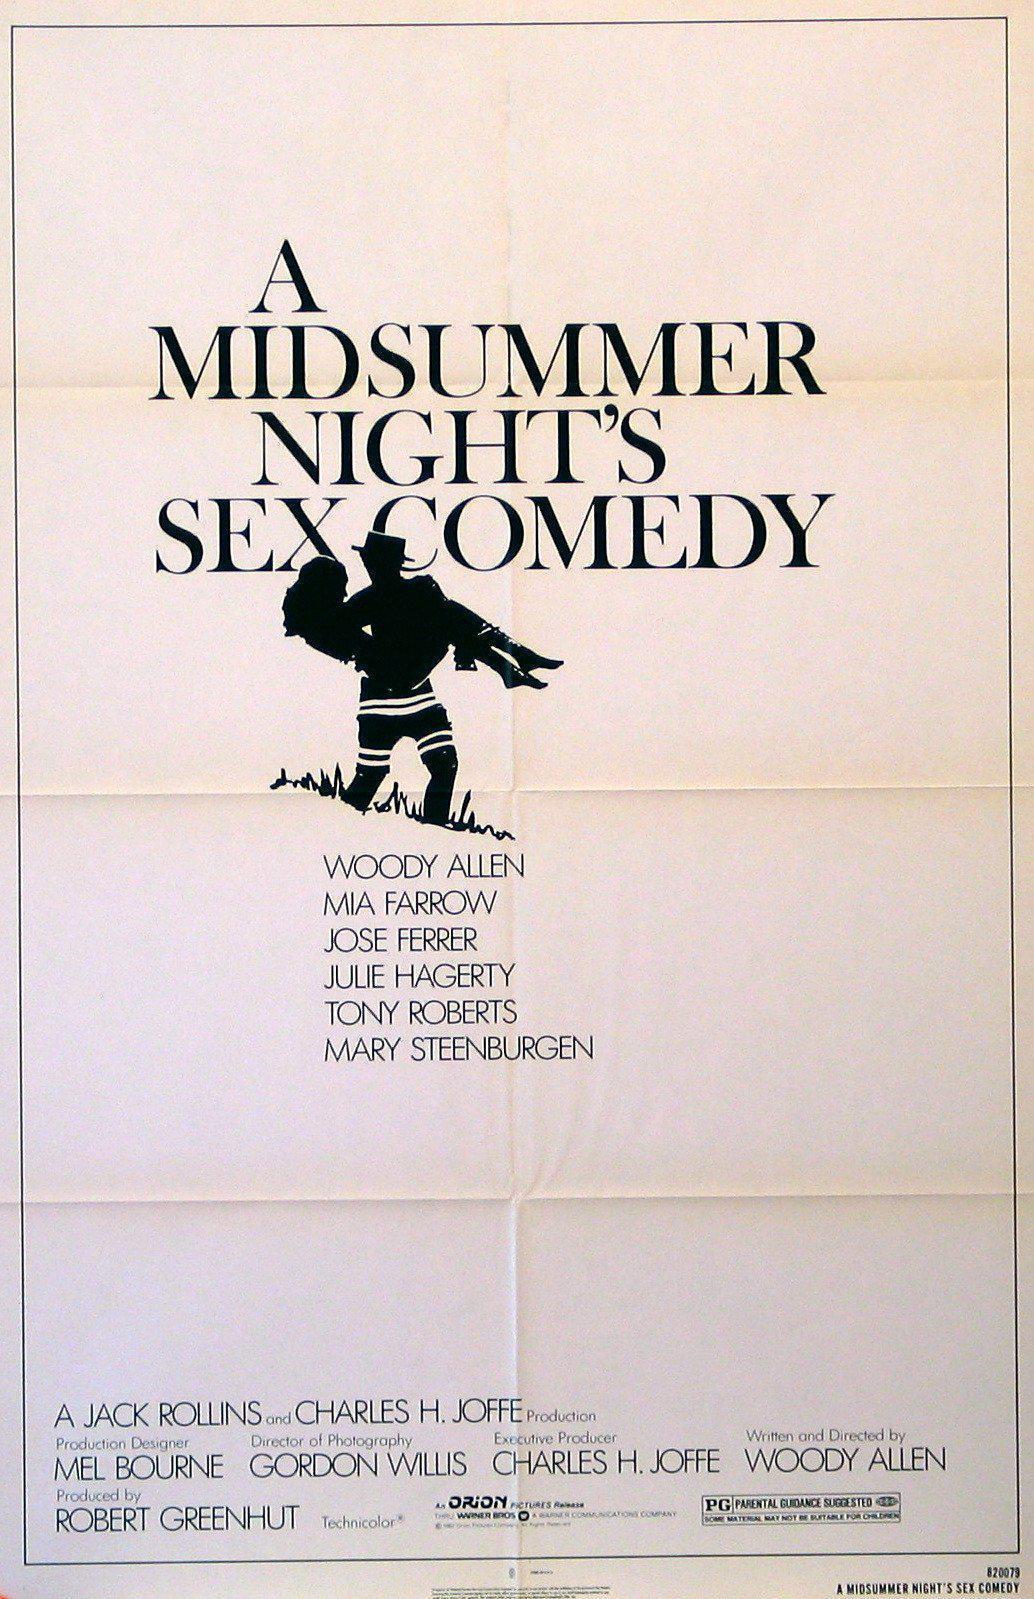 A
MIDSUMMER
NIGHT'S
SEX COMEDY
WOODY ALLEN
MIA FARROW
JOSE FERRER
JULIE HAGERTY
TONY ROBERTS
MARY STEENBURGEN
A JACK ROLLINS and CHARLES H. JOFFE Production
Production Designer Director of Photography Executive Producer Written and Directed by
MEL BOURNE GORDON WILLIS CHARLES H. JOFFE WOODY ALLEN
Produced by
ROBERT GREENHUT Technicolor®
An ORION PICTURES Release
THRU WARNER BROS A WARNER COMMUNICATIONS COMPANY
PG PARENTAL GUIDANCE SUGGESTED
SOME MATERIAL MAY NOT BE SUITABLE FOR CHILDREN
820079
A MIDSUMMER NIGHT'S SEX COMEDY